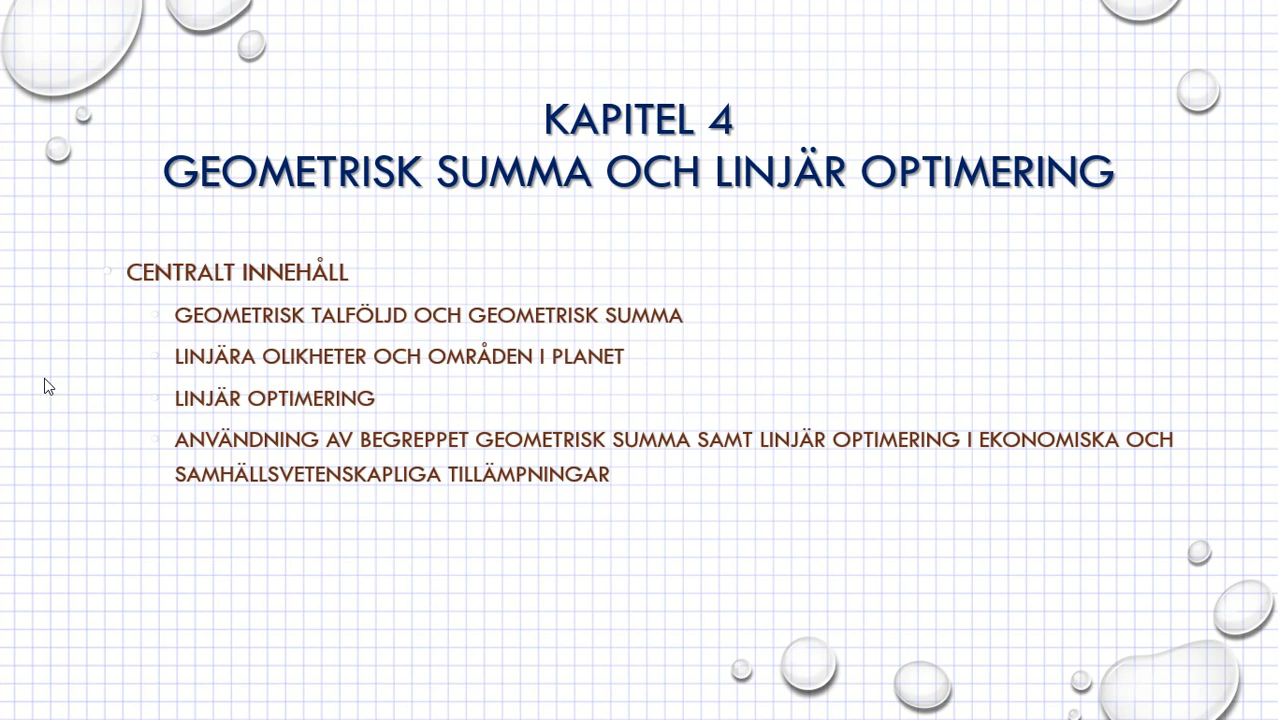 KAPITEL 4
GEOMETRISK SUMMA OCH LINJÄR OPTIMERING
CENTRALT INNEHÅLL
GEOMETRISK TALFÖLJD OCH GEOMETRISK SUMMA
LINJÄRA OLIKHETER OCH OMRÅDEN I PLANET
LINJÄR OPTIMERING
ANVÄNDNING AV BEGREPPET GEOMETRISK SUMMA SAMT LINJÄR OPTIMERING I EKONOMISKA OCH
SAMHÄLLSVETENSKAPLIGA TILLÄMPNINGAR